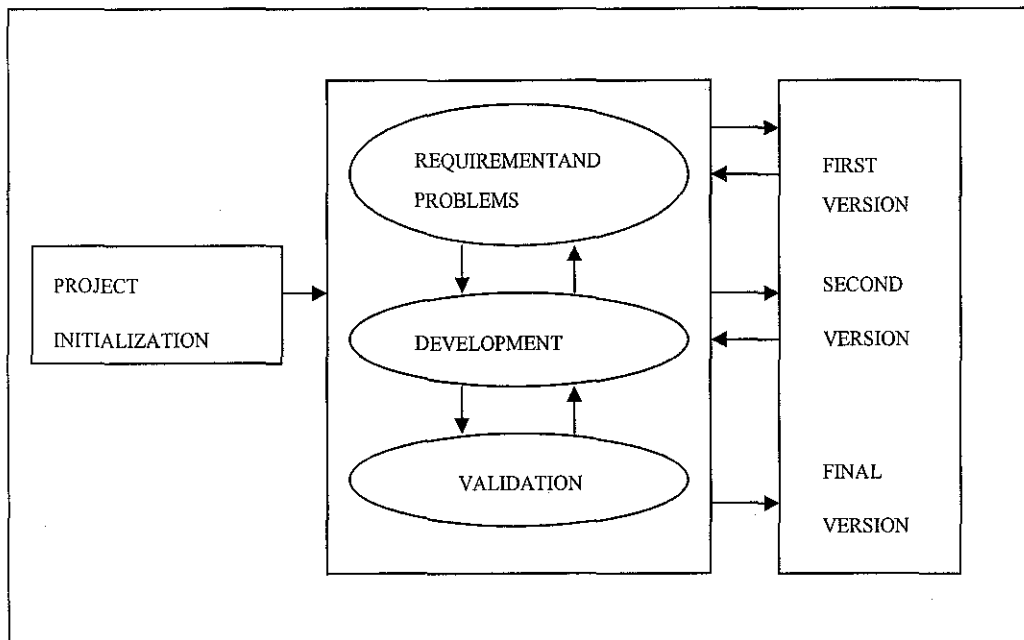 PROJECT
INITIALIZATION
REQUIREMENTAND
PROBLEMS
DEVELOPMENT
VALIDATION
FIRST
VERSION
SECOND
VERSION
FINAL
VERSION